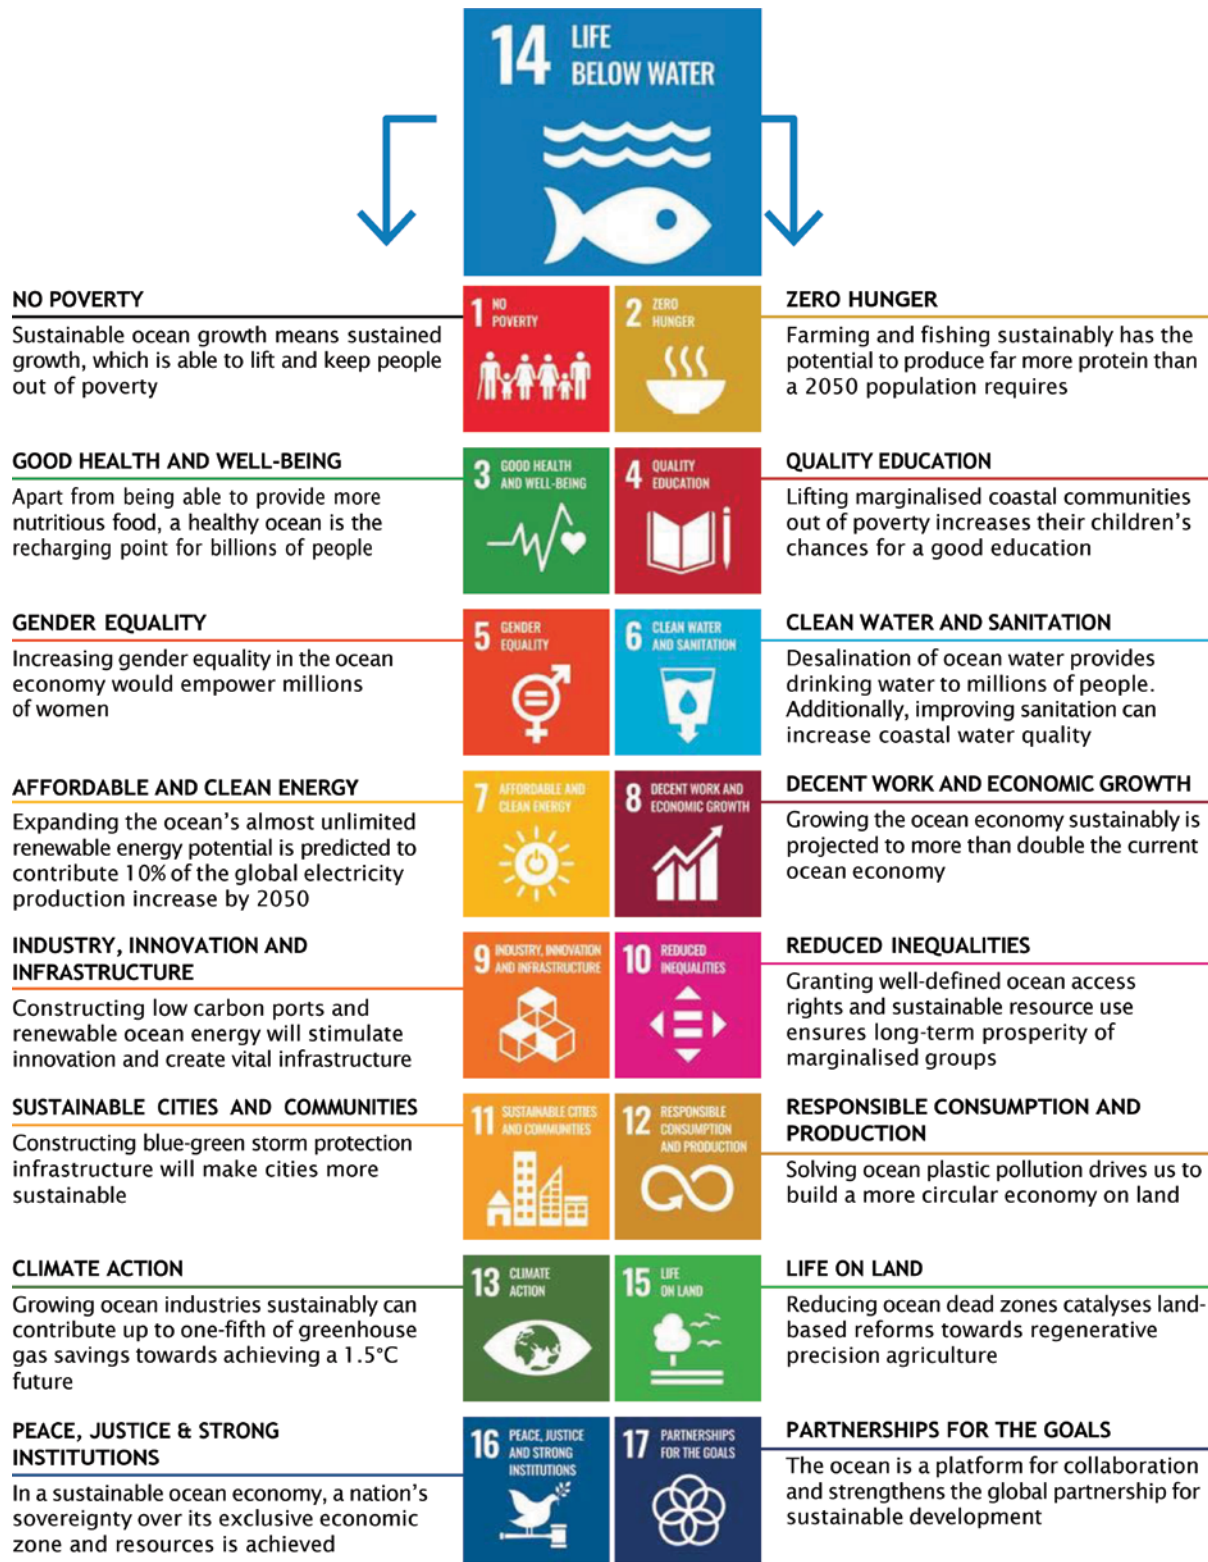 14 LIFE
BELOW WATER
NO POVERTY
Sustainable ocean growth means sustained
growth, which is able to lift and keep people
out of poverty
1 NO
POVERTY
2 ZERO
HUNGER
ZERO HUNGER
Farming and fishing sustainably has the
potential to produce far more protein than
a 2050 population requires
GOOD HEALTH AND WELL-BEING
Apart from being able to provide more
nutritious food, a healthy ocean is the
recharging point for billions of people
3 GOOD HEALTH
AND WELL-BEING
4 QUALITY
EDUCATION
QUALITY EDUCATION
Lifting marginalised coastal communities
out of poverty increases their children's
chances for a good education
GENDER EQUALITY
Increasing gender equality in the ocean
economy would empower millions
of women
5 GENDER
EQUALITY
6 CLEAN WATER
AND SANITATION
CLEAN WATER AND SANITATION
Desalination of ocean water provides
drinking water to millions of people.
Additionally, improving sanitation can
increase coastal water quality
AFFORDABLE AND CLEAN ENERGY
Expanding the ocean's almost unlimited
renewable energy potential is predicted to
contribute 10% of the global electricity
production increase by 2050
7 AFFORDABLE AND
CLEAN ENERGY
8 DECENT WORK AND
ECONOMIC GROWTH
DECENT WORK AND ECONOMIC GROWTH
Growing the ocean economy sustainably is
projected to more than double the current
ocean economy
INDUSTRY, INNOVATION AND
INFRASTRUCTURE
Constructing low carbon ports and
renewable ocean energy will stimulate
innovation and create vital infrastructure
9 INDUSTRY, INNOVATION
AND INFRASTRUCTURE
10 REDUCED
INEQUALITIES
REDUCED INEQUALITIES
Granting well-defined ocean access
rights and sustainable resource use
ensures long-term prosperity of
marginalised groups
SUSTAINABLE CITIES AND COMMUNITIES
Constructing blue-green storm protection
infrastructure will make cities more
sustainable
11 SUSTAINABLE CITIES
AND COMMUNITIES
12 RESPONSIBLE
CONSUMPTION
AND PRODUCTION
RESPONSIBLE CONSUMPTION AND
PRODUCTION
Solving ocean plastic pollution drives us to
build a more circular economy on land
CLIMATE ACTION
Growing ocean industries sustainably can
contribute up to one-fifth of greenhouse
gas savings towards achieving a 1.5°C
future
13 CLIMATE
ACTION
15 LIFE
ON LAND
LIFE ON LAND
Reducing ocean dead zones catalyses land-
based reforms towards regenerative
precision agriculture
PEACE, JUSTICE & STRONG
INSTITUTIONS
In a sustainable ocean economy, a nation's
sovereignty over its exclusive economic
zone and resources is achieved
16 PEACE, JUSTICE
AND STRONG
INSTITUTIONS
17 PARTNERSHIPS
FOR THE GOALS
PARTNERSHIPS FOR THE GOALS
The ocean is a platform for collaboration
and strengthens the global partnership for
sustainable development